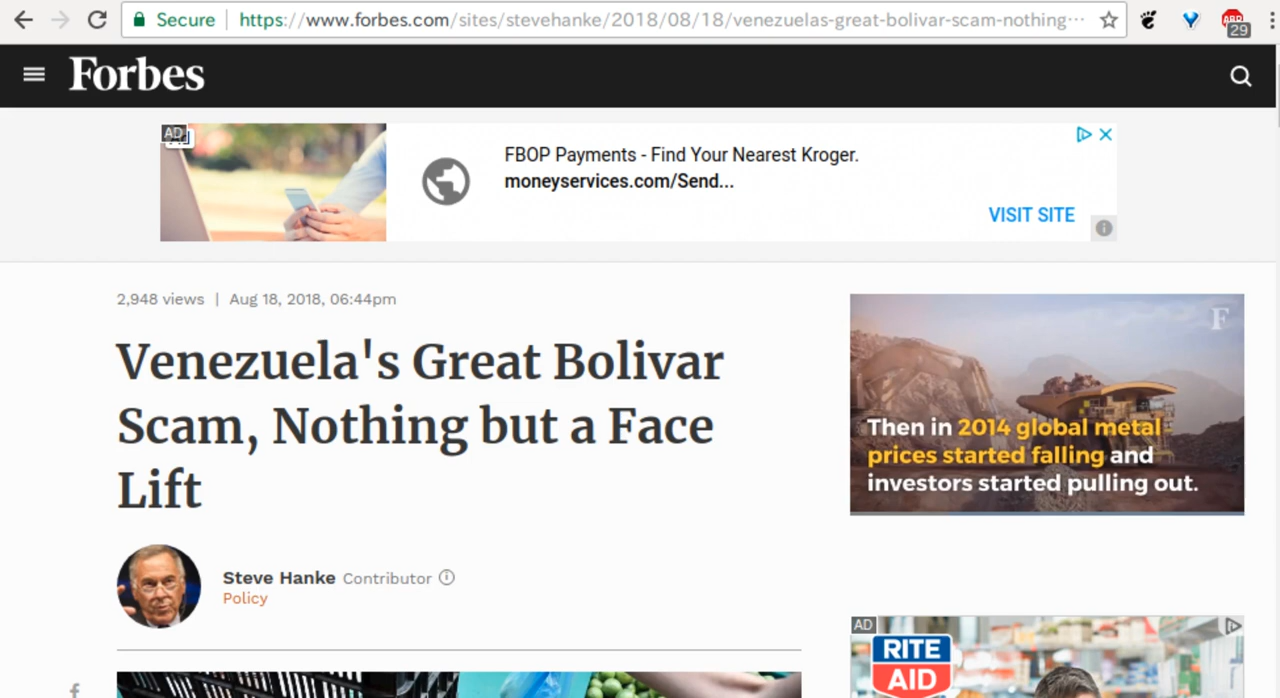 Secure
https://www.forbes.com/sites/stevehanke/2018/08/18/venezuelas-great-bolivar-scam-nothing···
ABP
29
Forbes
AD
Ad
FBOP Payments - Find Your Nearest Kroger.
moneyservices.com/Send...
VISIT SITE
2,948 views | Aug 18, 2018, 06:44pm
Venezuela's Great Bolivar
Scam, Nothing but a Face
Lift
Steve Hanke Contributor
Policy
F
Then in 2014 global metal
prices started falling and
investors started pulling out.
AD
RITE
AID
f